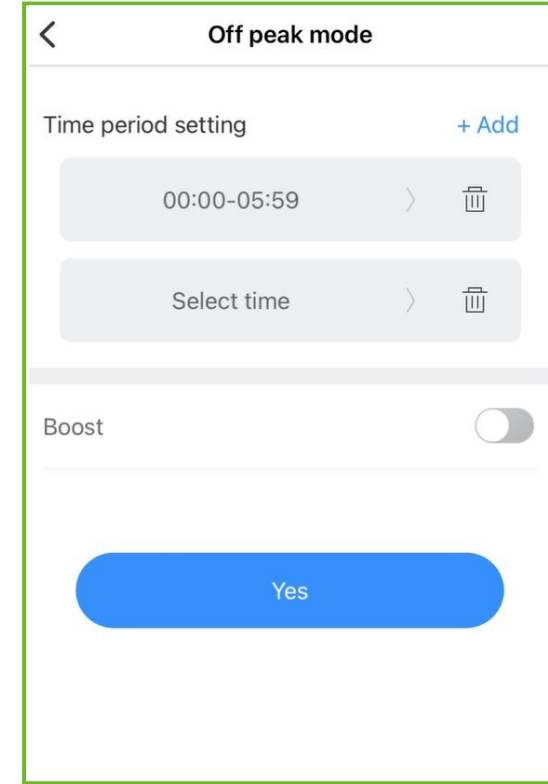 Off peak mode
Time period setting + Add
00:00-05:59
Select time
Boost
Yes